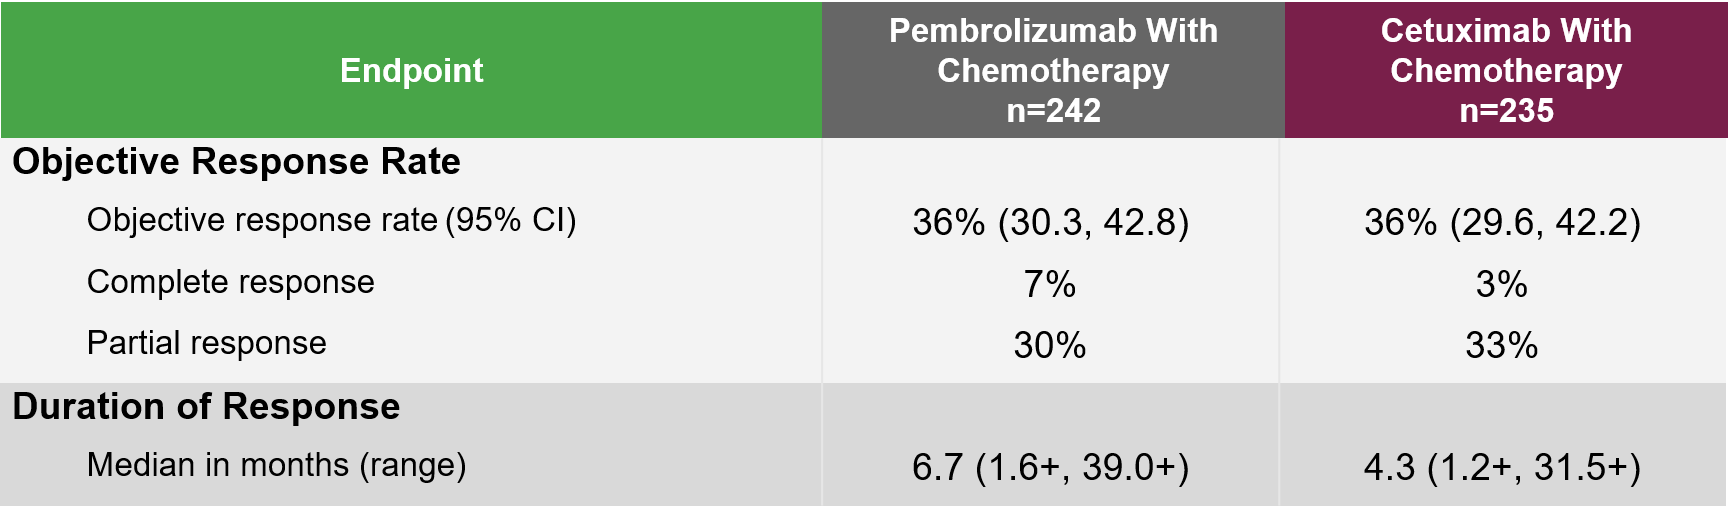 Endpoint
Pembrolizumab With
Chemotherapy
n=242
Cetuximab With
Chemotherapy
n=235
Objective Response Rate
Objective response rate (95% CI) 36% (30.3, 42.8) 36% (29.6, 42.2)
Complete response 7% 3%
Partial response 30% 33%
Duration of Response
Median in months (range) 6.7 (1.6+, 39.0+) 4.3 (1.2+, 31.5+)